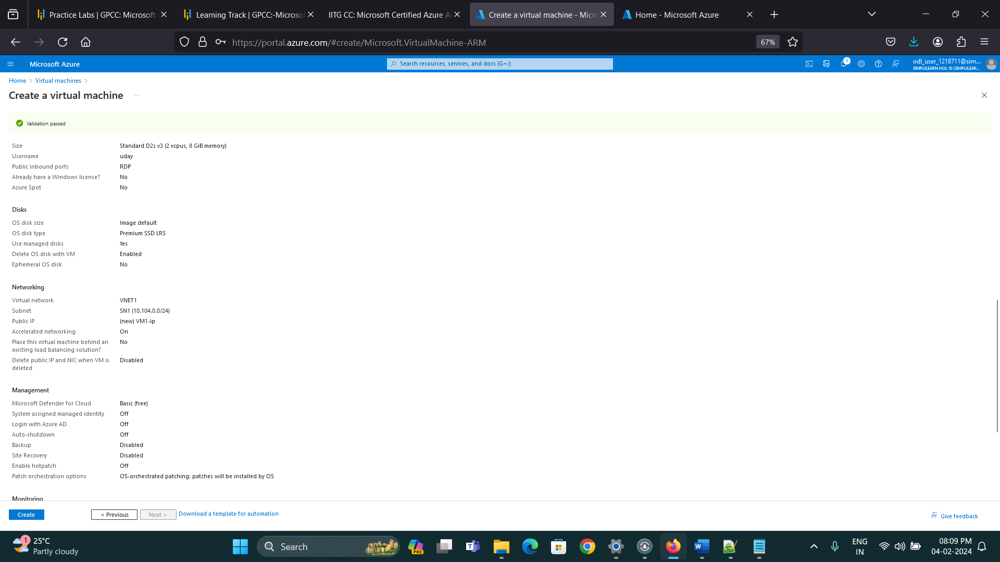 Practice Labs | GPCC: Microsoft
Learning Track | GPCC:-Microsof
IITG CC: Microsoft Certified Azure A
Create a virtual machine - Micro
Home - Microsoft Azure
https://portal.azure.com/#create/Microsoft.VirtualMachine-ARM
67%
Microsoft Azure
Search resources, services, and docs (G+/)
5
odl_user_1218711@sim...
SIMPLILEARN HOL 10 (SIMPLILEAR...
Home
Virtual machines
Create a virtual machine
...
Validation passed
Size Standard D2s v3 (2 vcpus, 8 GiB memory)
Username uday
Public inbound ports RDP
Already have a Windows license? No
Azure Spot No
Disks
OS disk size Image default
OS disk type Premium SSD LRS
Use managed disks Yes
Delete OS disk with VM Enabled
Ephemeral OS disk No
Networking
Virtual network VNET1
Subnet SN1 (10.104.0.0/24)
Public IP (new) VM1-ip
Accelerated networking On
Place this virtual machine behind an No
existing load balancing solution?
Delete public IP and NIC when VM is Disabled
deleted
Management
Microsoft Defender for Cloud Basic (free)
System assigned managed identity Off
Login with Azure AD Off
Auto-shutdown Off
Backup Disabled
Site Recovery Disabled
Enable hotpatch Off
Patch orchestration options OS-orchestrated patching: patches will be installed by OS
Monitoring
Create
< Previous
Next >
Download a template for automation
Give feedback
1
25°C
Partly cloudy
Search
PRE
ENG
IN
08:09 PM
04-02-2024